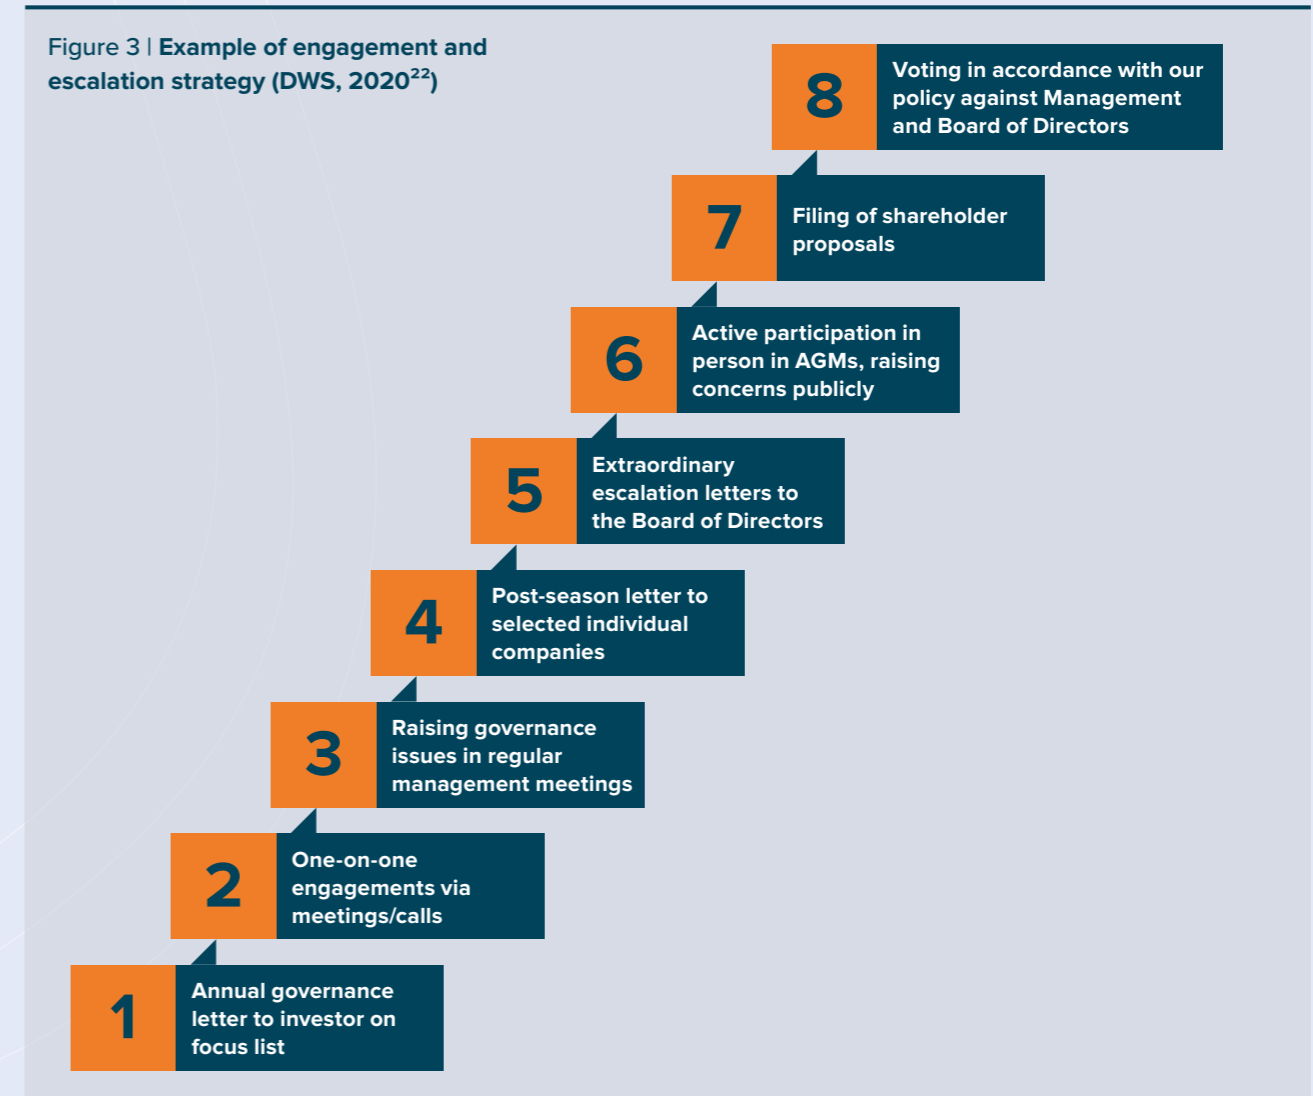 Figure 3 | Example of engagement and
escalation strategy (DWS, 2020²²)
8
Voting in accordance with our
policy against Management
and Board of Directors
7
Filing of shareholder
proposals
6
Active participation in
person in AGMs, raising
concerns publicly
5
Extraordinary
escalation letters to
the Board of Directors
4
Post-season letter to
selected individual
companies
3
Raising governance
issues in regular
management meetings
2
One-on-one
engagements via
meetings/calls
1
Annual governance
letter to investor on
focus list